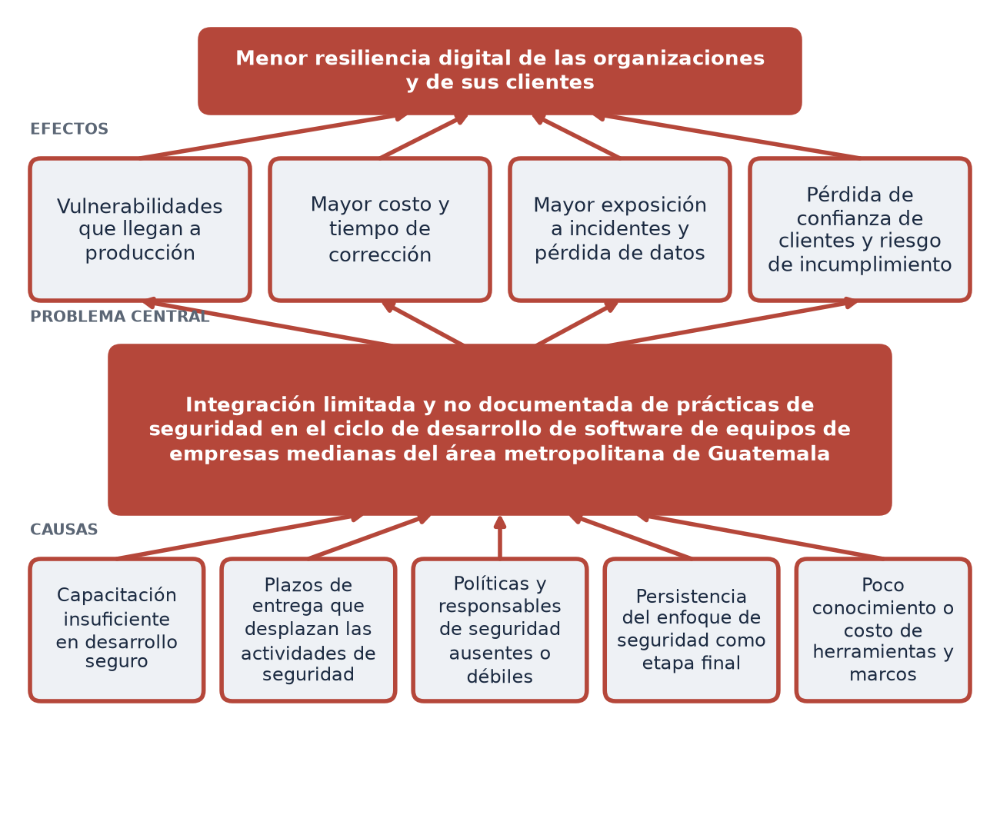 Menor resiliencia digital de las organizaciones
y de sus clientes
EFECTOS
Vulnerabilidades
que llegan a
producción
Mayor costo y
tiempo de
corrección
Mayor exposición
a incidentes y
pérdida de datos
Pérdida de
confianza de
clientes y riesgo
de incumplimiento
PROBLEMA CENTRAL
Integración limitada y no documentada de prácticas de
seguridad en el ciclo de desarrollo de software de equipos de
empresas medianas del área metropolitana de Guatemala
CAUSAS
Capacitación
insuficiente
en desarrollo
seguro
Plazos de
entrega que
desplazan las
actividades de
seguridad
Políticas y
responsables
de seguridad
ausentes o
débiles
Persistencia
del enfoque de
seguridad como
etapa final
Poco
conocimiento o
costo de
herramientas y
marcos